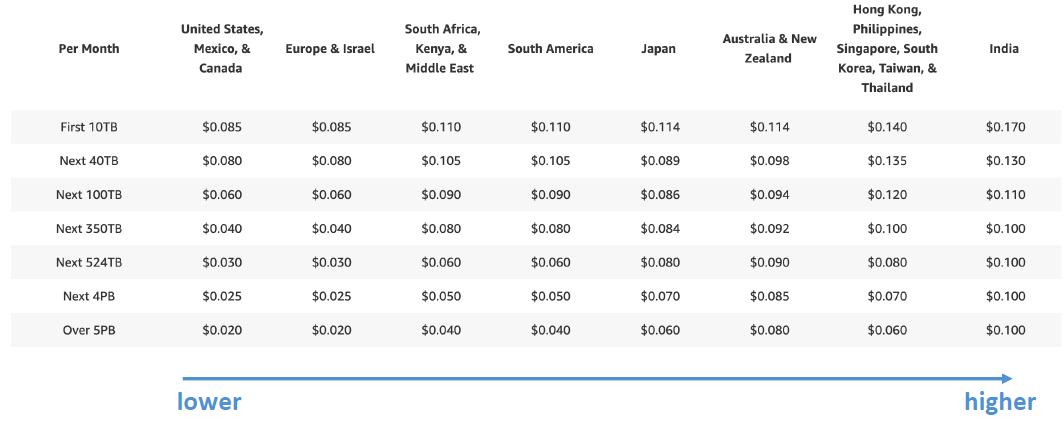 Per Month United States, Mexico, & Canada Europe & Israel South Africa, Kenya, & Middle East South America Japan Australia & New Zealand Hong Kong, Philippines, Singapore, South Korea, Taiwan, & Thailand India
First 10TB $0.085 $0.085 $0.110 $0.110 $0.114 $0.114 $0.140 $0.170
Next 40TB $0.080 $0.080 $0.105 $0.105 $0.089 $0.098 $0.135 $0.130
Next 100TB $0.060 $0.060 $0.090 $0.090 $0.086 $0.094 $0.120 $0.110
Next 350TB $0.040 $0.040 $0.080 $0.080 $0.084 $0.092 $0.100 $0.100
Next 524TB $0.030 $0.030 $0.060 $0.060 $0.080 $0.090 $0.080 $0.100
Next 4PB $0.025 $0.025 $0.050 $0.050 $0.070 $0.085 $0.070 $0.100
Over 5PB $0.020 $0.020 $0.040 $0.040 $0.060 $0.080 $0.060 $0.100
lower higher